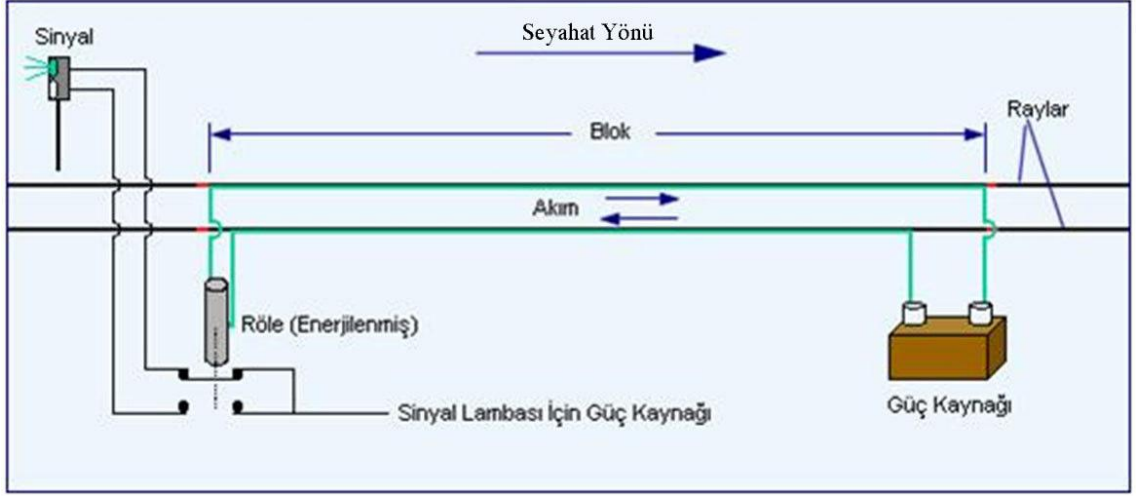 Sinyal
Seyahat Yönü
Raylar
Blok
Akım
Röle (Enerjilenmiş)
Güç Kaynağı
Sinyal Lambası İçin Güç Kaynağı